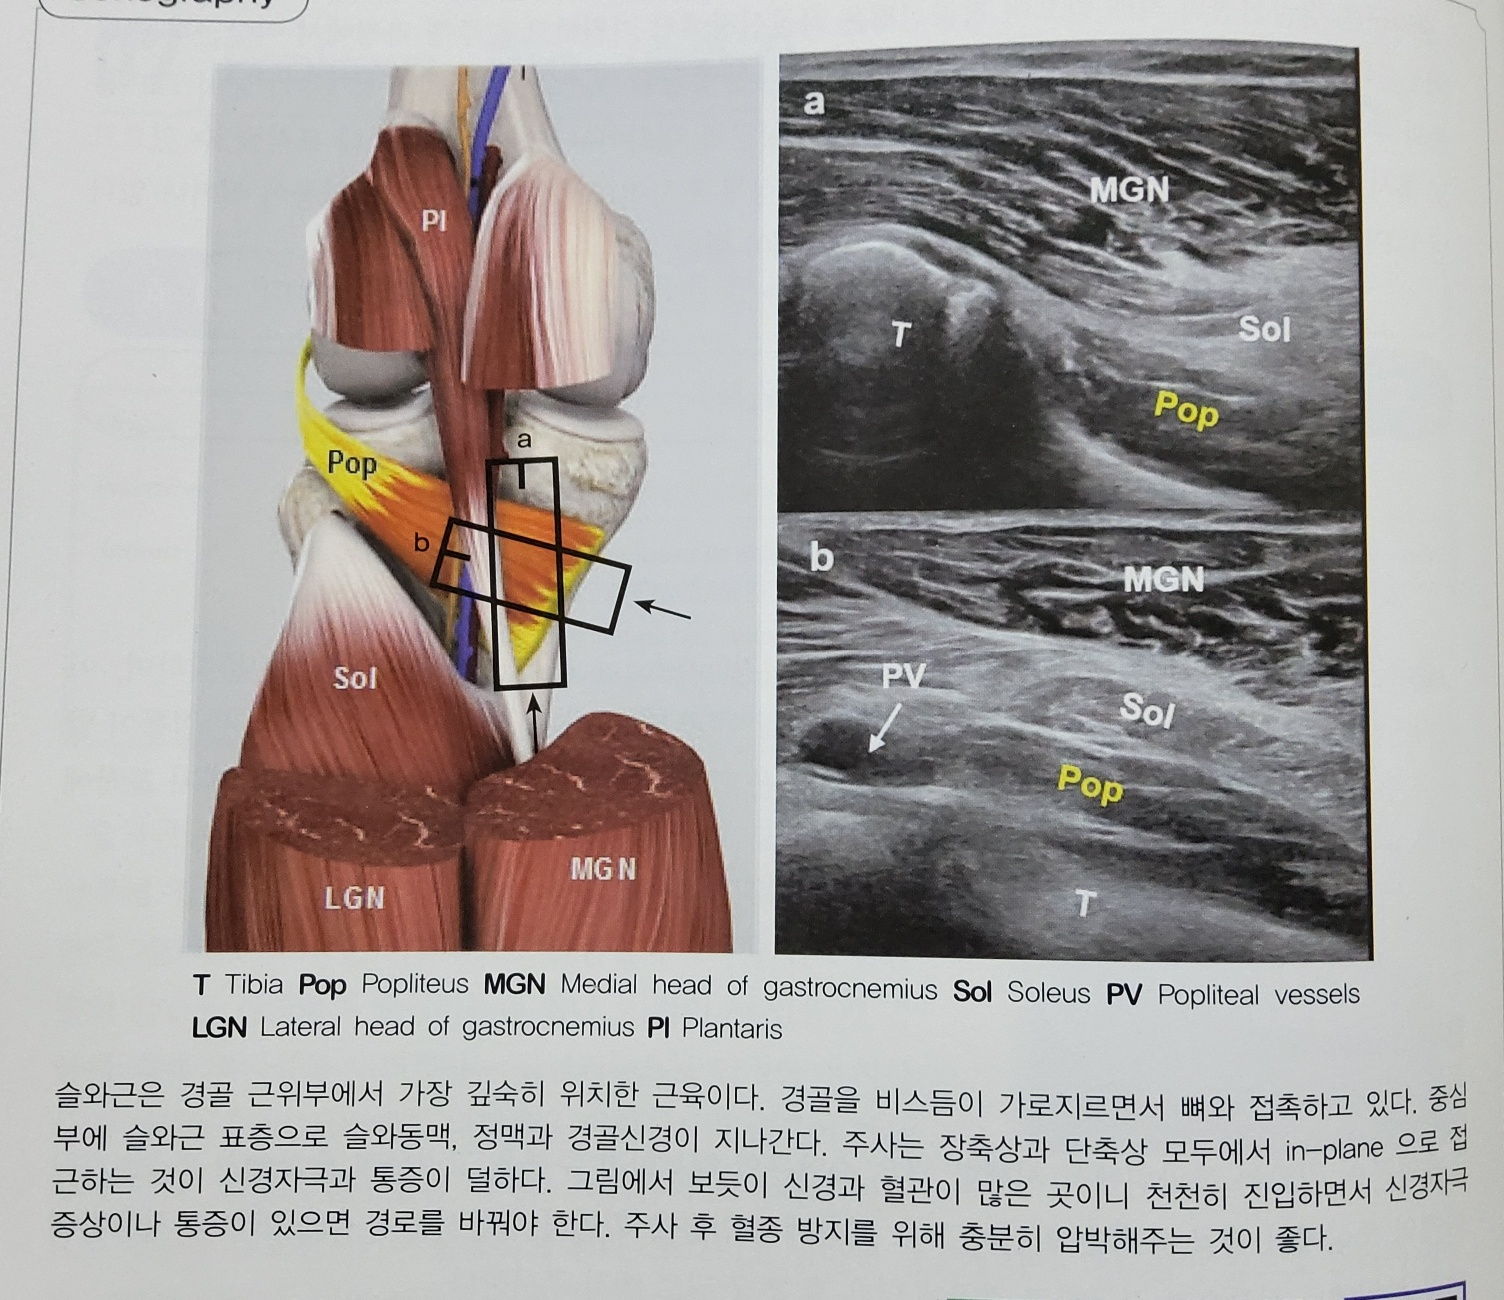 Pl
Pop
a
b
Sol
LGN
MGN
a
MGN
T
Sol
Pop
b
MGN
PV
Sol
Pop
T
T Tibia Pop Popliteus MGN Medial head of gastrocnemius Sol Soleus PV Popliteal vessels
LGN Lateral head of gastrocnemius Pl Plantaris
슬와근은 경골 근위부에서 가장 깊숙히 위치한 근육이다. 경골을 비스듬이 가로지르면서 뼈와 접촉하고 있다. 중심
부에 슬와근 표층으로 슬와동맥, 정맥과 경골신경이 지나간다. 주사는 장축상과 단축상 모두에서 in-plane 으로 접
근하는 것이 신경자극과 통증이 덜하다. 그림에서 보듯이 신경과 혈관이 많은 곳이니 천천히 진입하면서 신경자극
증상이나 통증이 있으면 경로를 바꿔야 한다. 주사 후 혈종 방지를 위해 충분히 압박해주는 것이 좋다.